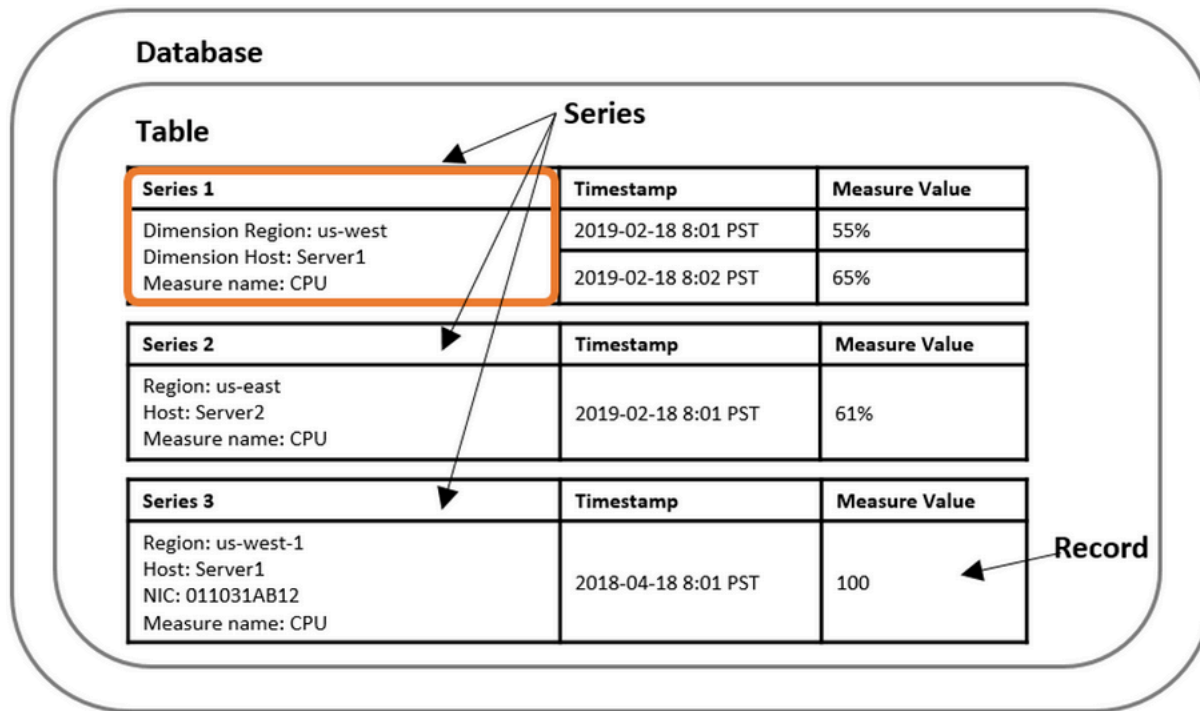 Database
Table
Series
Series 1
Timestamp
Measure Value
Dimension Region: us-west
Dimension Host: Server1
Measure name: CPU
2019-02-18 8:01 PST
55%
2019-02-18 8:02 PST
65%
Series 2
Timestamp
Measure Value
Region: us-east
Host: Server2
Measure name: CPU
2019-02-18 8:01 PST
61%
Series 3
Timestamp
Measure Value
Region: us-west-1
Host: Server1
NIC: 011031AB12
Measure name: CPU
2018-04-18 8:01 PST
100
Record